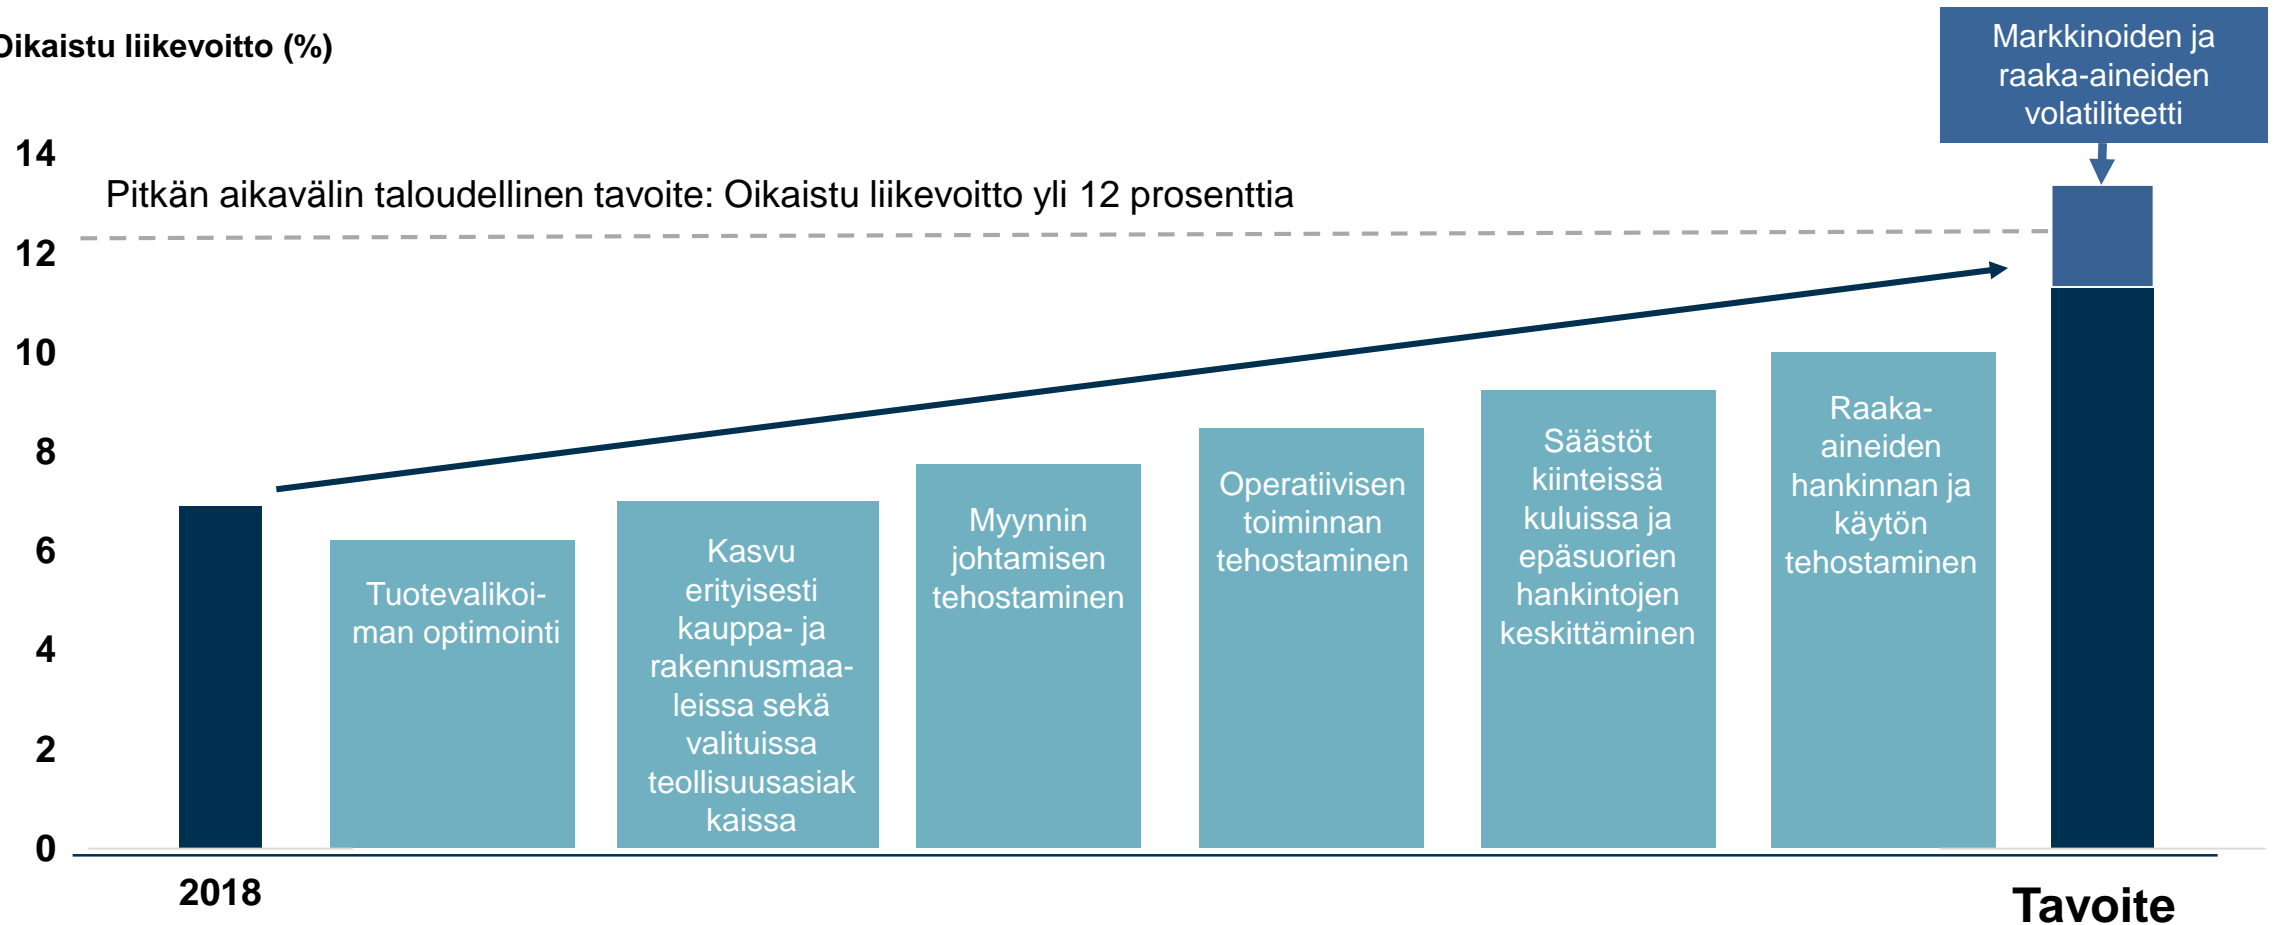 Oikaistu liikevoitto (%)
Markkinoiden ja
raaka-aineiden
volatiliteetti
14
Pitkän aikavälin taloudellinen tavoite: Oikaistu liikevoitto yli 12 prosenttia
12
10
8
6
4
2
0
Tuotevalikoi-
man optimointi
Kasvu
erityisesti
kauppa- ja
rakennusmaa-
leissa sekä
valituissa
teollisuusasiak
kaissa
Myynnin
johtamisen
tehostaminen
Operatiivisen
toiminnan
tehostaminen
Säästöt
kiinteissä
kuluissa ja
epäsuorien
hankintojen
keskittäminen
Raaka-
aineiden
hankinnan ja
käytön
tehostaminen
2018
Tavoite